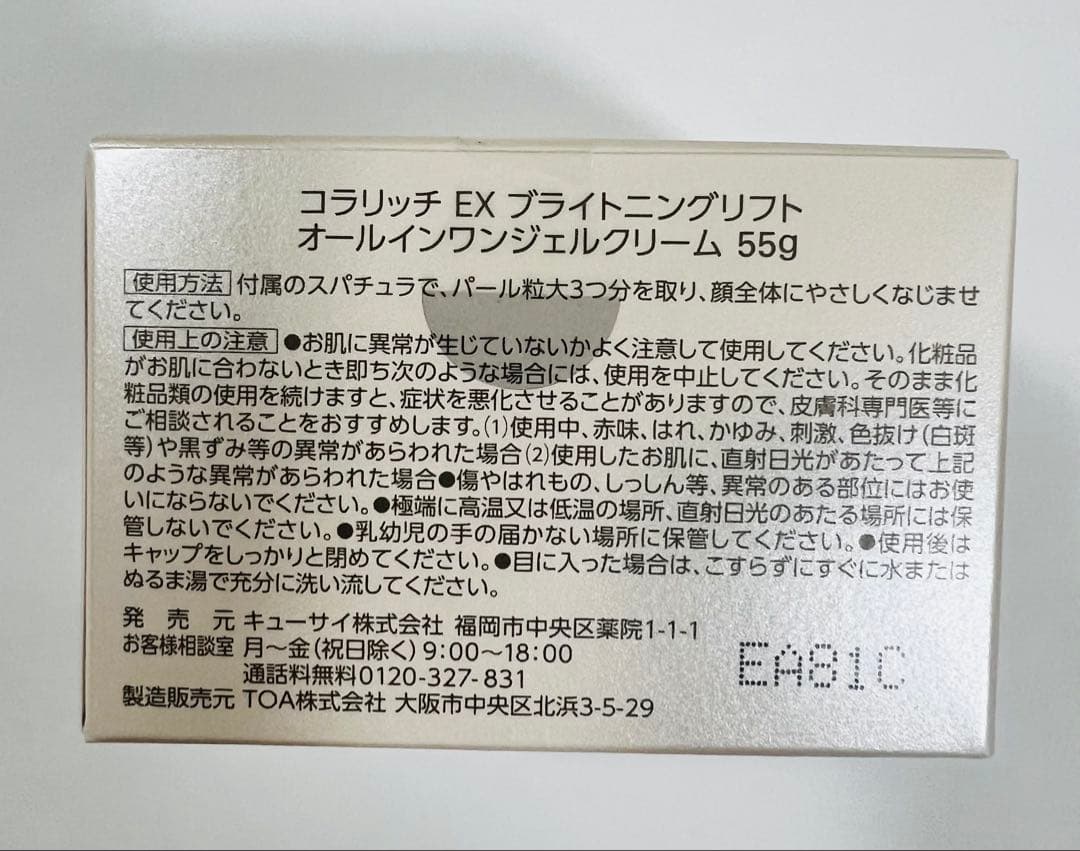 コラリッチ EX ブライトニングリフト
オールインワンジェルクリーム 55g
使用方法 付属のスパチュラで、パール粒大3つ分を取り、顔全体にやさしくなじませ
てください。
使用上の注意 ●お肌に異常が生じていないかよく注意して使用してください。化粧品
がお肌に合わないとき即ち次のような場合には、使用を中止してください。そのまま化
粧品類の使用を続けますと、症状を悪化させることがありますので、皮膚科専門医等に
ご相談されることをおすすめします。(1)使用中、赤味、はれ、かゆみ、刺激、色抜け(白斑
等)や黒ずみ等の異常があらわれた場合(2)使用したお肌に、直射日光があたって上記
のような異常があらわれた場合●傷やはれもの、しっしん等、異常のある部位にはお使
いにならないでください。●極端に高温又は低温の場所、直射日光のあたる場所には保
管しないでください。●乳幼児の手の届かない場所に保管してください。●使用後は
キャップをしっかりと閉めてください。●目に入った場合は、こすらずにすぐに水または
ぬるま湯で充分に洗い流してください。
発売元 キューサイ株式会社 福岡市中央区薬院1-1-1
お客様相談室 月〜金(祝日除く)9:00〜18:00
通話料無料0120-327-831
製造販売元 TOA株式会社 大阪市中央区北浜3-5-29
EA81C